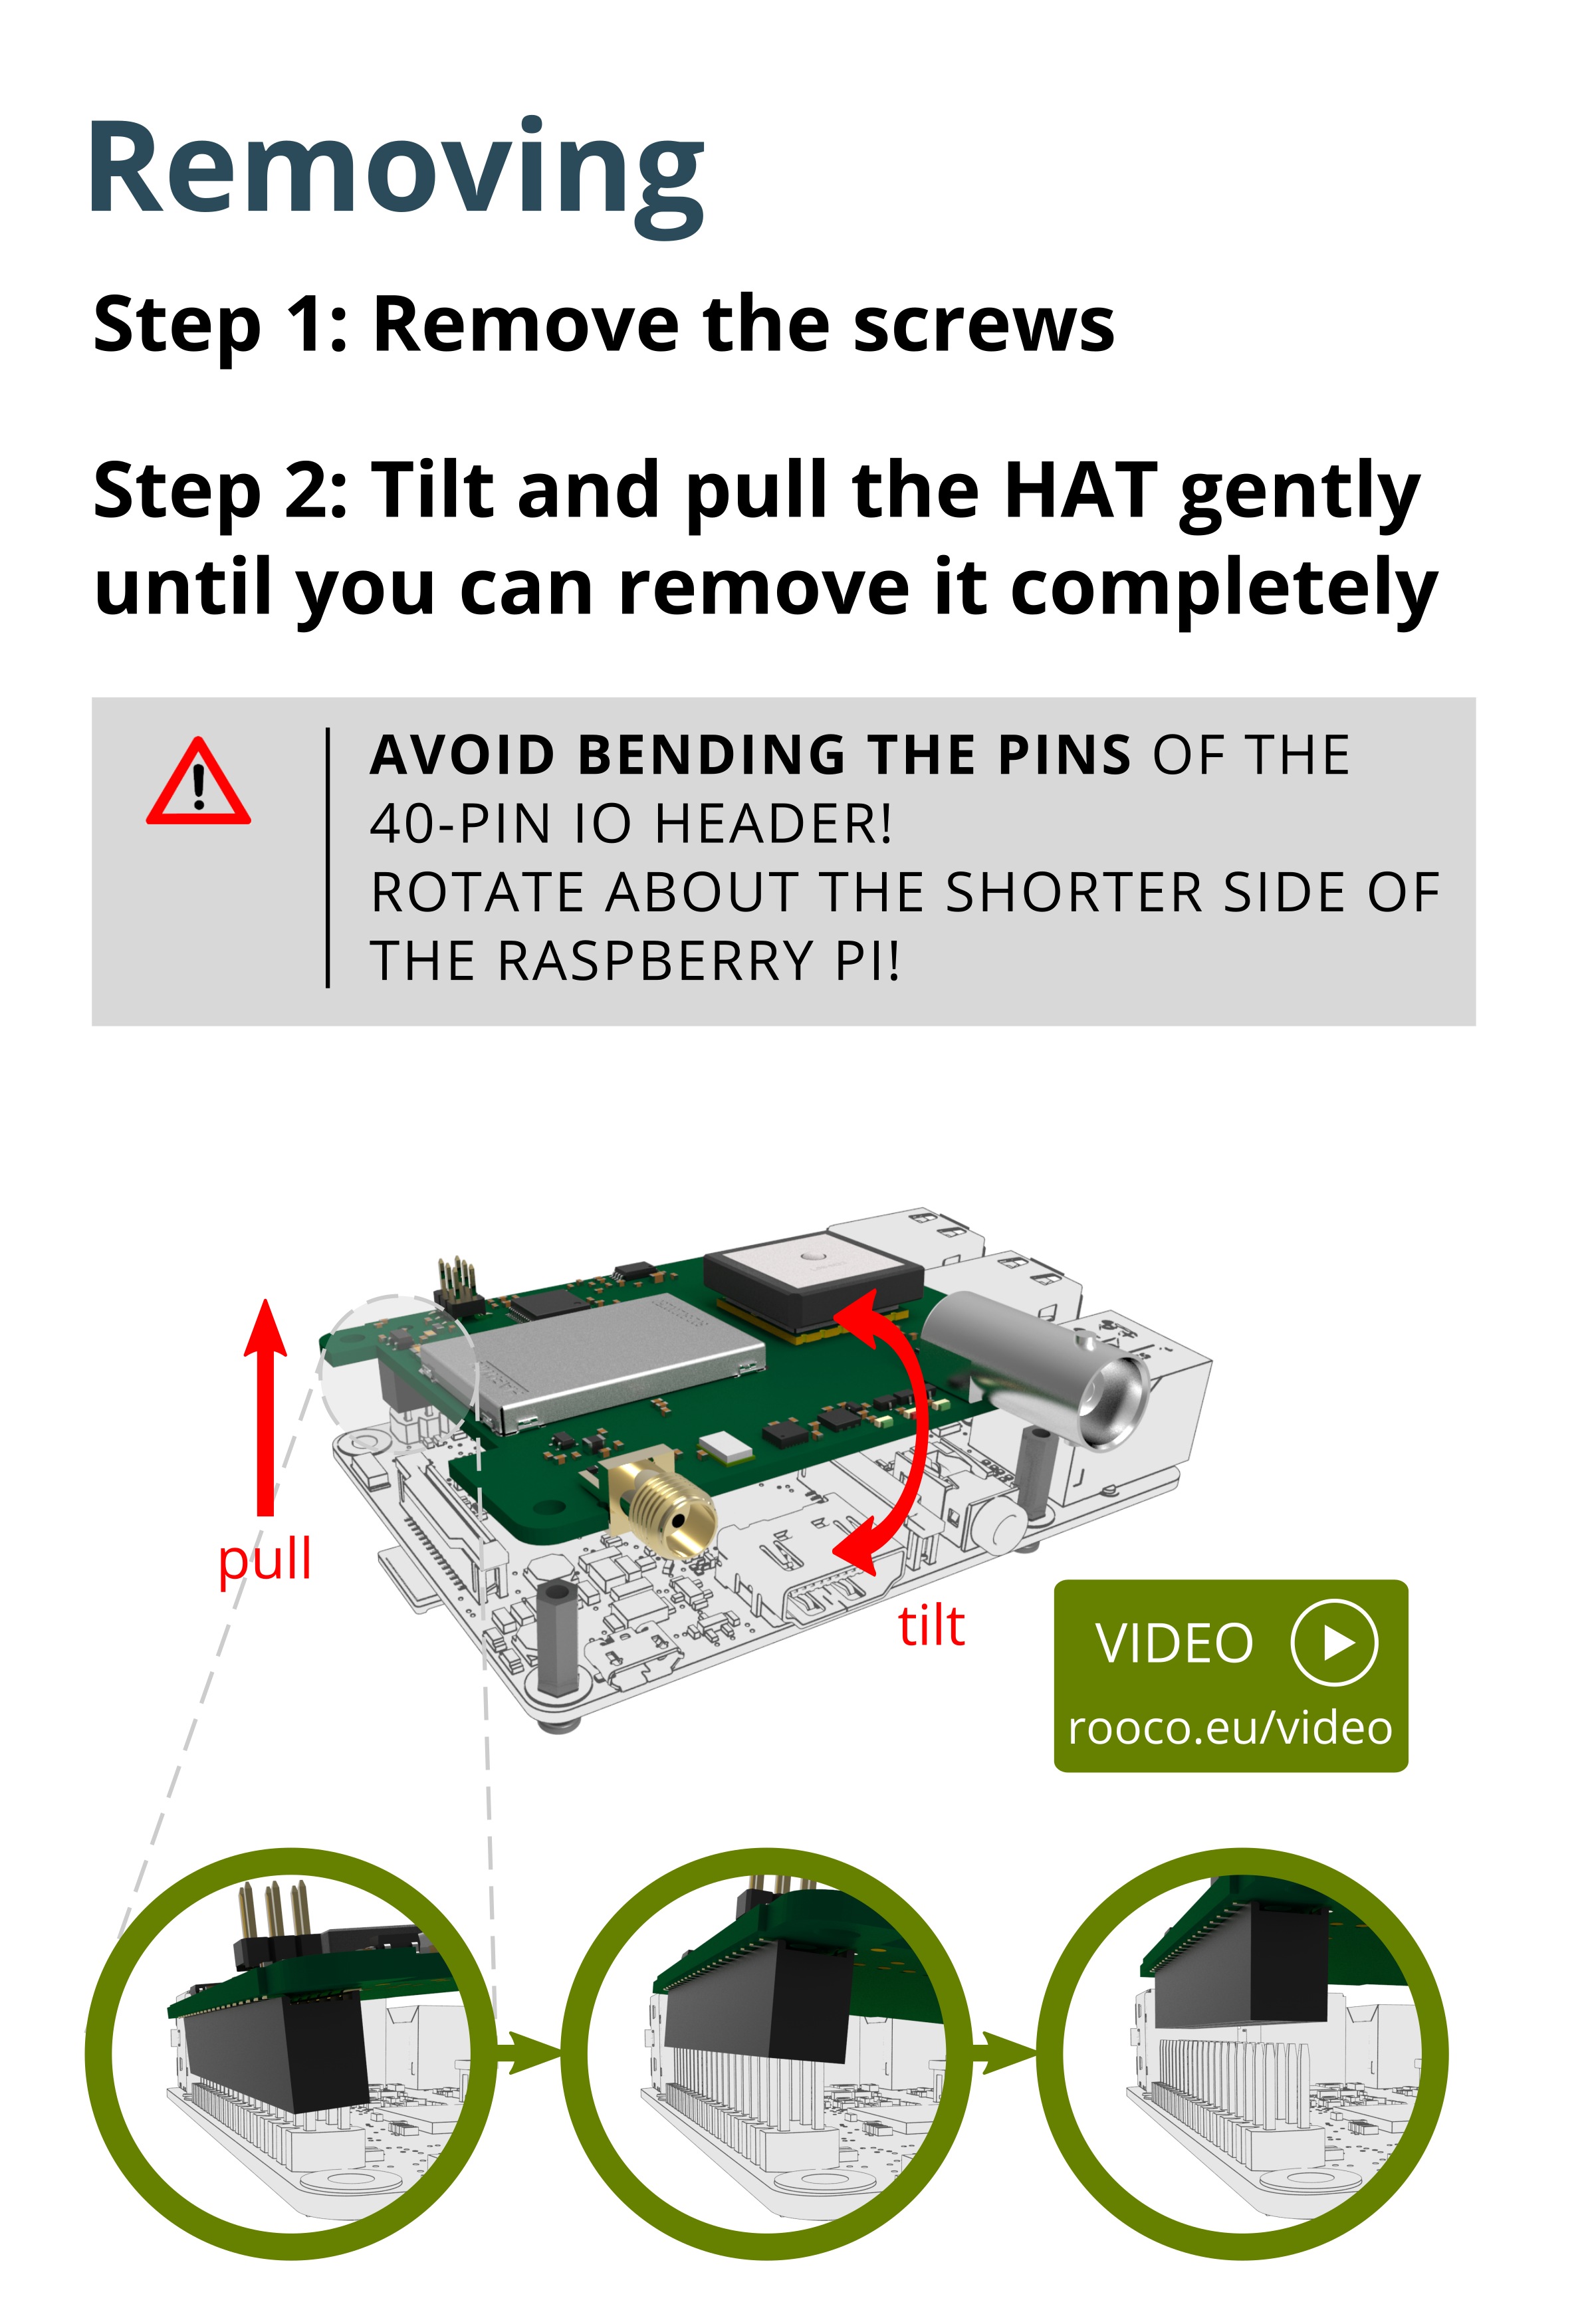 Removing
Step 1: Remove the screws
Step 2: Tilt and pull the HAT gently
until you can remove it completely
AVOID BENDING THE PINS OF THE
40-PIN IO HEADER!
ROTATE ABOUT THE SHORTER SIDE OF
THE RASPBERRY PI!
pull
tilt
VIDEO
rooco.eu/video